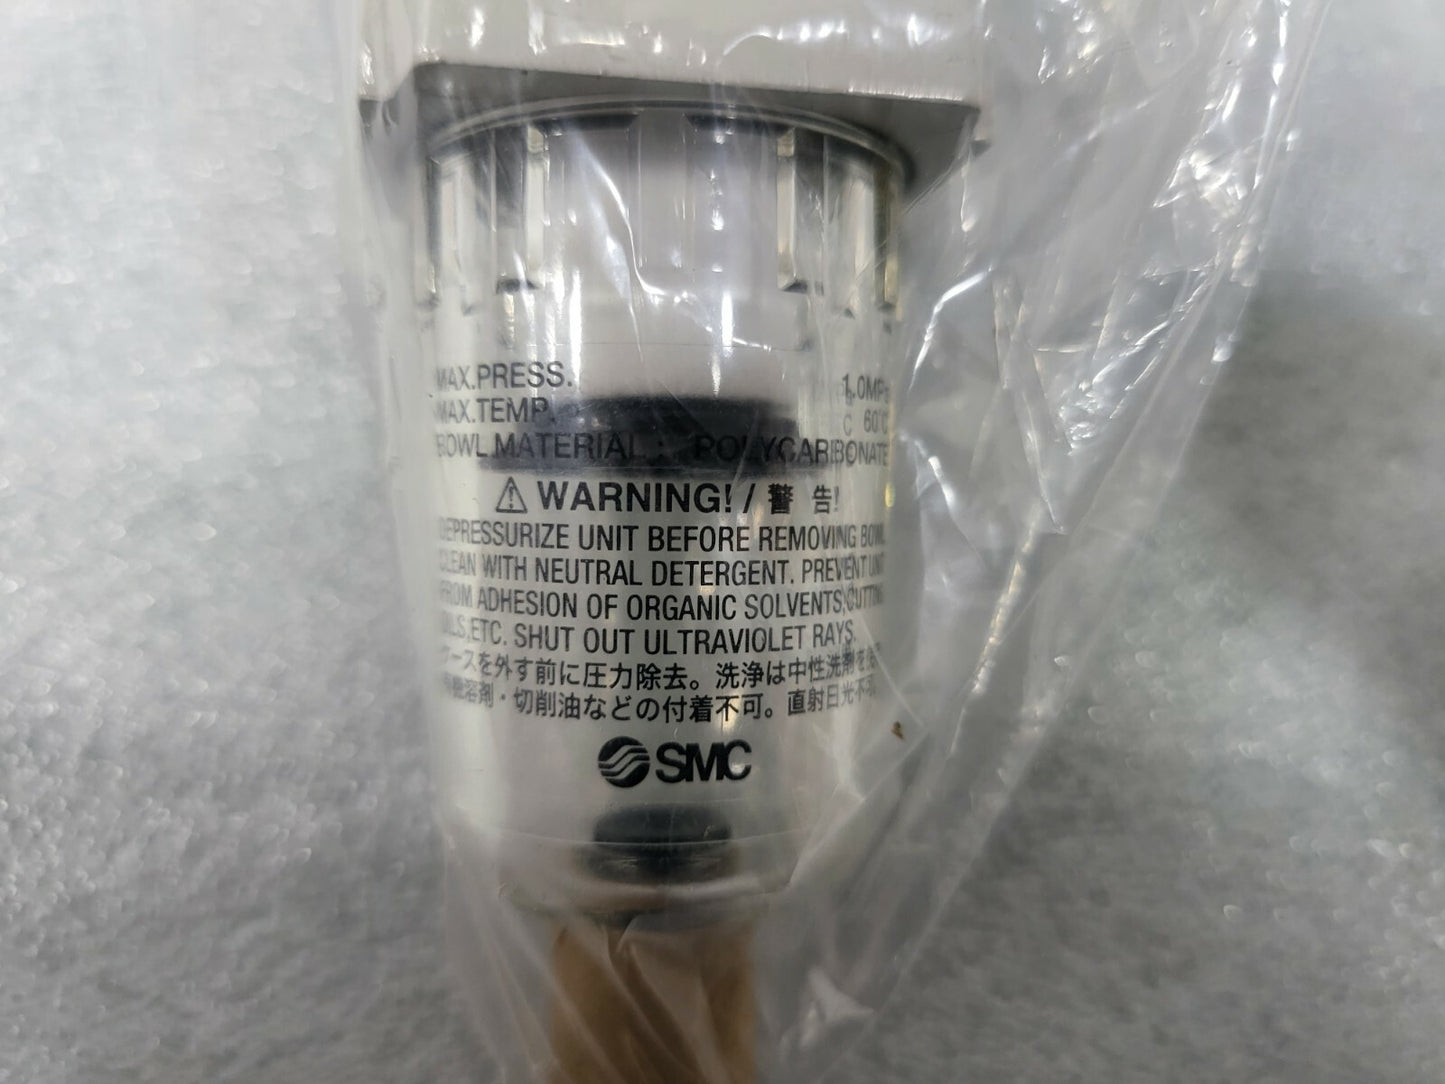 MAX.PRESS. 1.0MPa
MAX.TEMP. 60°C
BOWL MATERIAL : POLYCARBONATE
⚠ WARNING! / 警 告!
DEPRESSURIZE UNIT BEFORE REMOVING BOWL
CLEAN WITH NEUTRAL DETERGENT. PREVENT UNIT
FROM ADHESION OF ORGANIC SOLVENTS,CUTTING
OILS,ETC. SHUT OUT ULTRAVIOLET RAYS.
ケースを外す前に圧力除去。洗浄は中性洗剤を
有機溶剤・切削油などの付着不可。直射日光不可
SMC